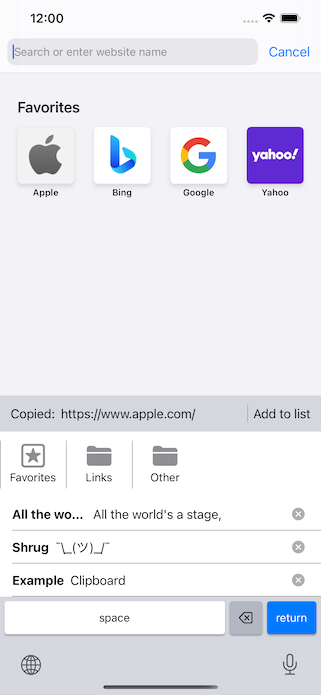 12:00
Search or enter website name Cancel
Favorites
yahoo!
Apple Bing Google Yahoo
Copied: https://www.apple.com/ Add to list
Favorites Links Other
All the wo... All the world's a stage,
Shrug ¯\_(ツ)_/¯
Example Clipboard
space return